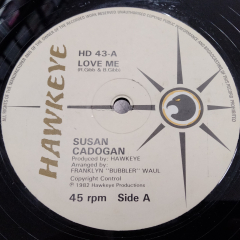 HAWKEYE
HD 43-A
LOVE ME
(R.Gibb & B.Gibb)
SUSAN
CADOGAN
Produced by: HAWKEYE
Arranged by:
FRANKLYN "BUBBLER" WAUL
Copyright Control
℗ 1982 Hawkeye Productions
45 rpm Side A